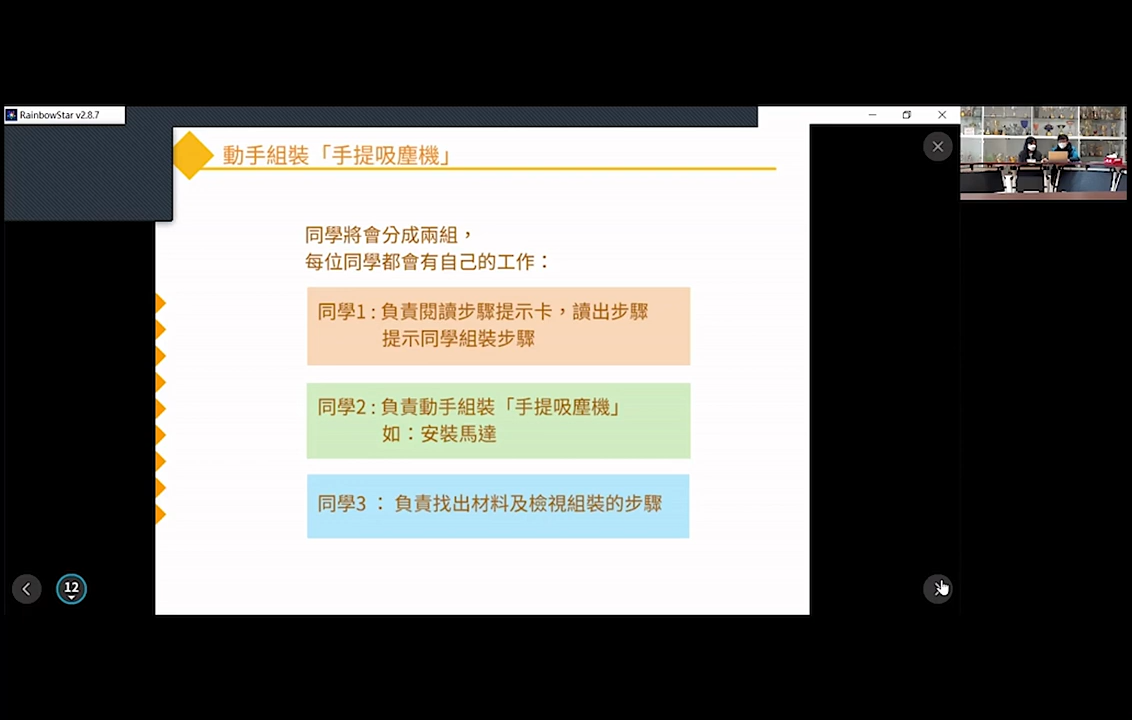 RainbowStar v2.8.7
動手組裝「手提吸塵機」
同學將會分成兩組，
每位同學都會有自己的工作：
同學1 : 負責閱讀步驟提示卡，讀出步驟
提示同學組裝步驟
同學2 : 負責動手組裝「手提吸塵機」
如：安裝馬達
同學3 ： 負責找出材料及檢視組裝的步驟
12